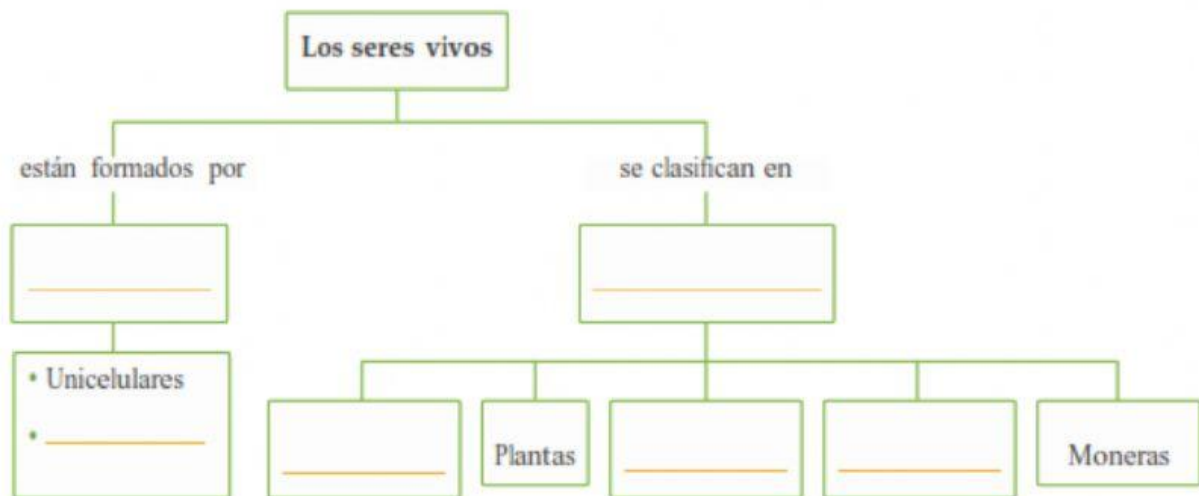 Los seres vivos
están formados por
se clasifican en
• Unicelulares
•
Plantas
Moneras